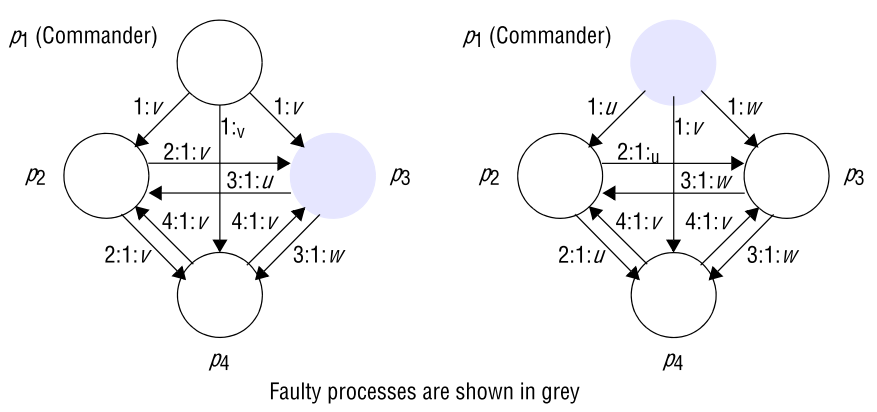 p1 (Commander)
1:v
1:v
1:v
2:1:v
3:1:u
p2
p3
4:1:v
4:1:v
2:1:v
3:1:w
p4
p1 (Commander)
1:u
1:v
1:w
2:1:u
3:1:w
p2
p3
4:1:v
4:1:v
2:1:u
3:1:w
p4
Faulty processes are shown in grey